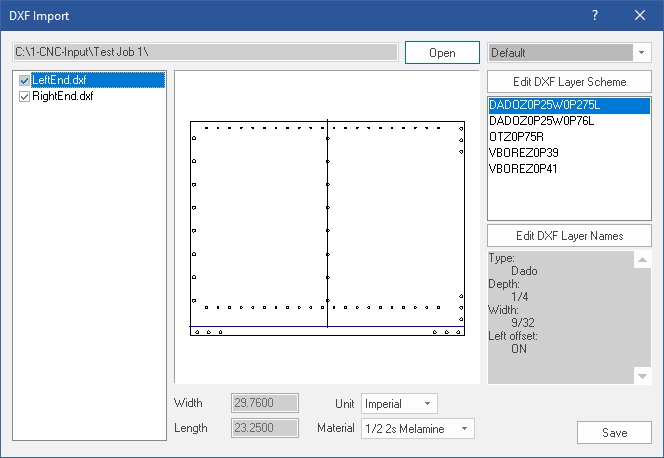 DXF Import
?
C:\1-CNC-Input\Test Job 1\
Open
Default
LeftEnd.dxf
RightEnd.dxf
Edit DXF Layer Scheme
DADOZ0P25W0P275L
DADOZ0P25W0P76L
OTZ0P75R
VBOREZ0P39
VBOREZ0P41
Edit DXF Layer Names
Type:
Dado
Depth:
1/4
Width:
9/32
Left offset:
ON
Width 29.7600 Unit Imperial
Length 23.2500 Material 1/2 2s Melamine
Save